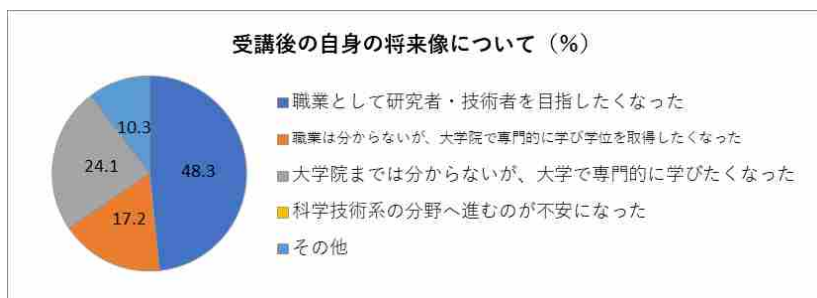 受講後の自身の将来像について（%）
10.3
48.3
24.1
17.2
職業として研究者・技術者を目指したくなった
職業は分からないが、大学院で専門的に学び学位を取得したくなった
大学院までは分からないが、大学で専門的に学びたくなった
科学技術系の分野へ進むのが不安になった
その他